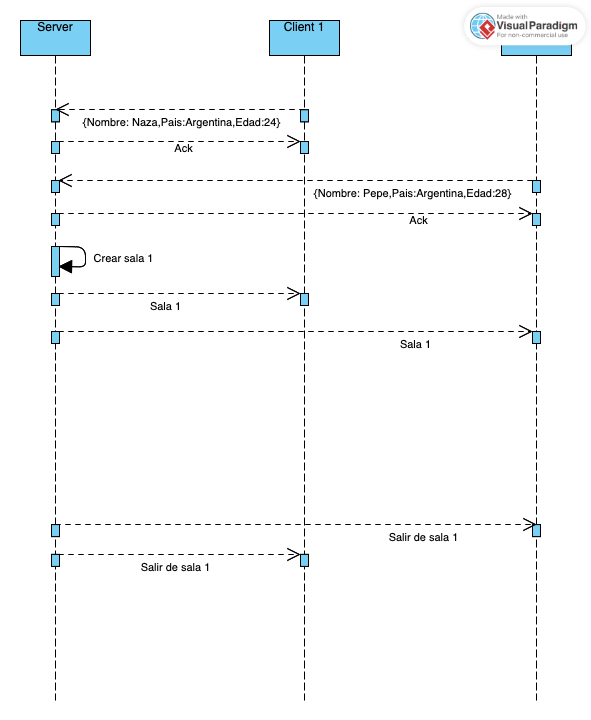 Server
Client 1
Made with
Visual Paradigm
For non-commercial use
{Nombre: Naza,Pais:Argentina,Edad:24}
Ack
{Nombre: Pepe,Pais:Argentina,Edad:28}
Ack
Crear sala 1
Sala 1
Sala 1
Salir de sala 1
Salir de sala 1